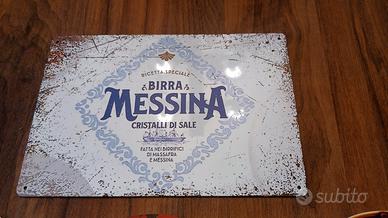 RICETTA SPECIALE
BIRRA
MESSINA
CRISTALLI DI SALE
FATTA NEI BIRRIFICI
DI MASSAFRA
E MESSINA
subito